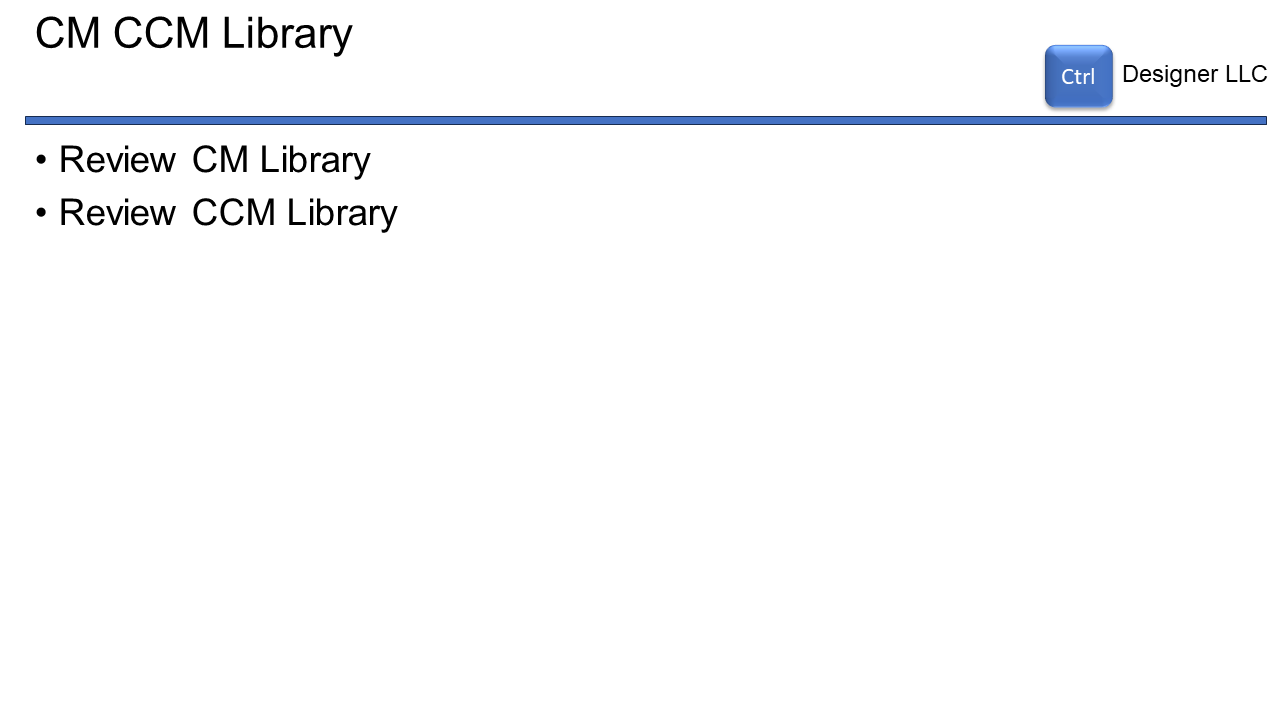 CM CCM Library
Ctrl Designer LLC
• Review CM Library
• Review CCM Library